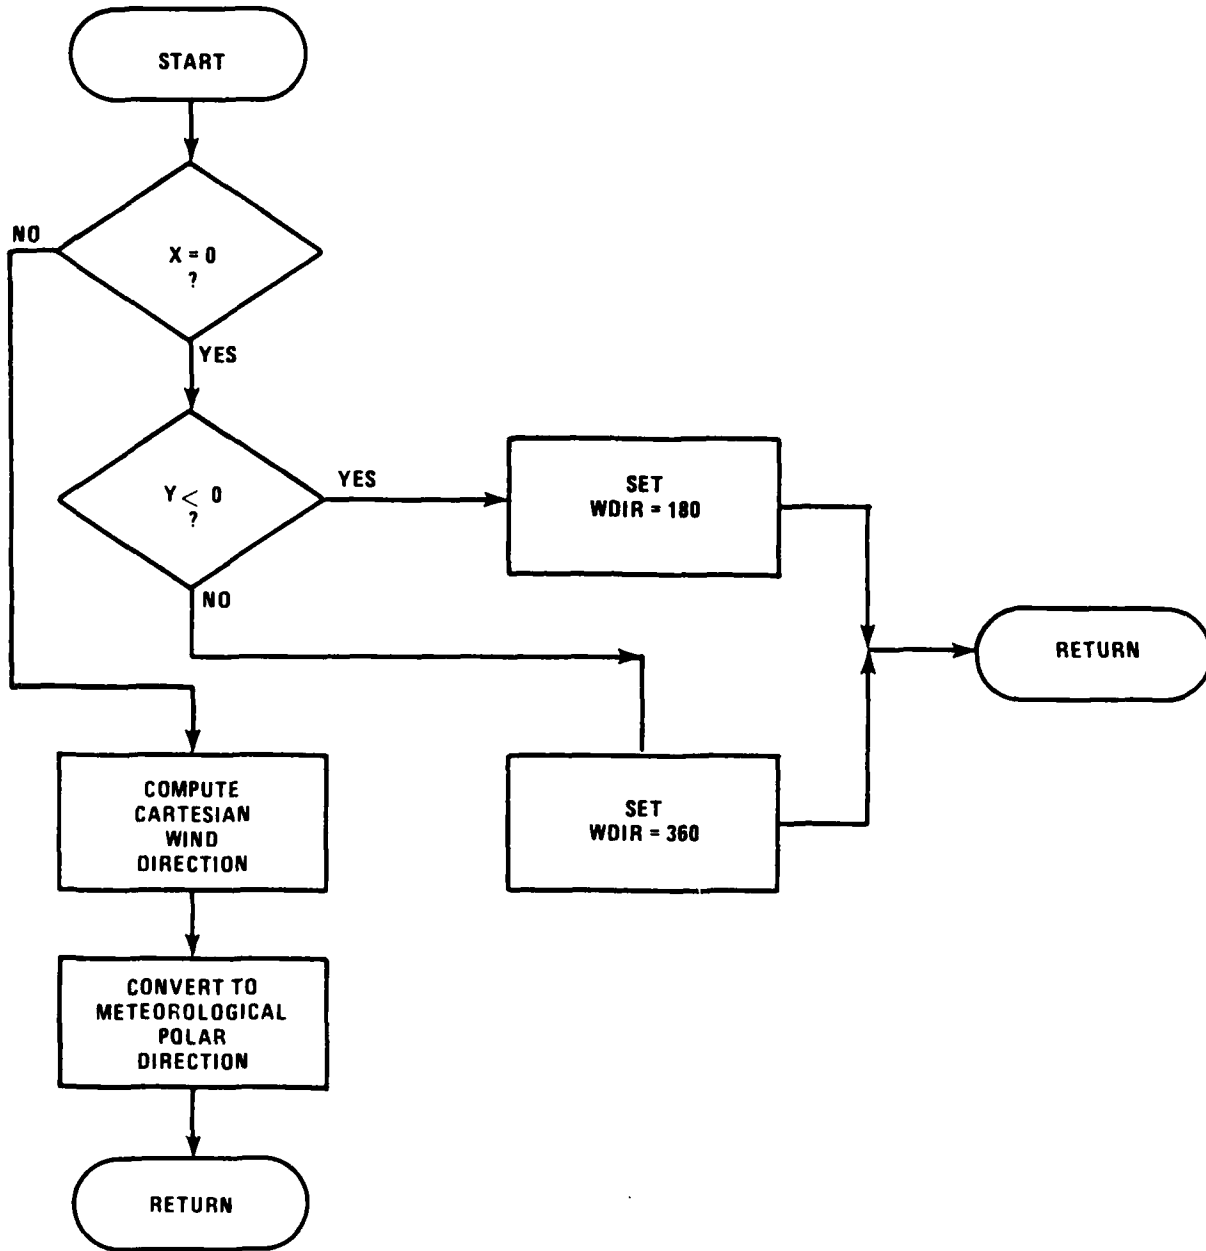 START
NO
X = 0
?
YES
Y < 0
?
YES
SET
WDIR = 180
NO
RETURN
COMPUTE
CARTESIAN
WIND
DIRECTION
SET
WDIR = 360
CONVERT TO
METEOROLOGICAL
POLAR
DIRECTION
RETURN